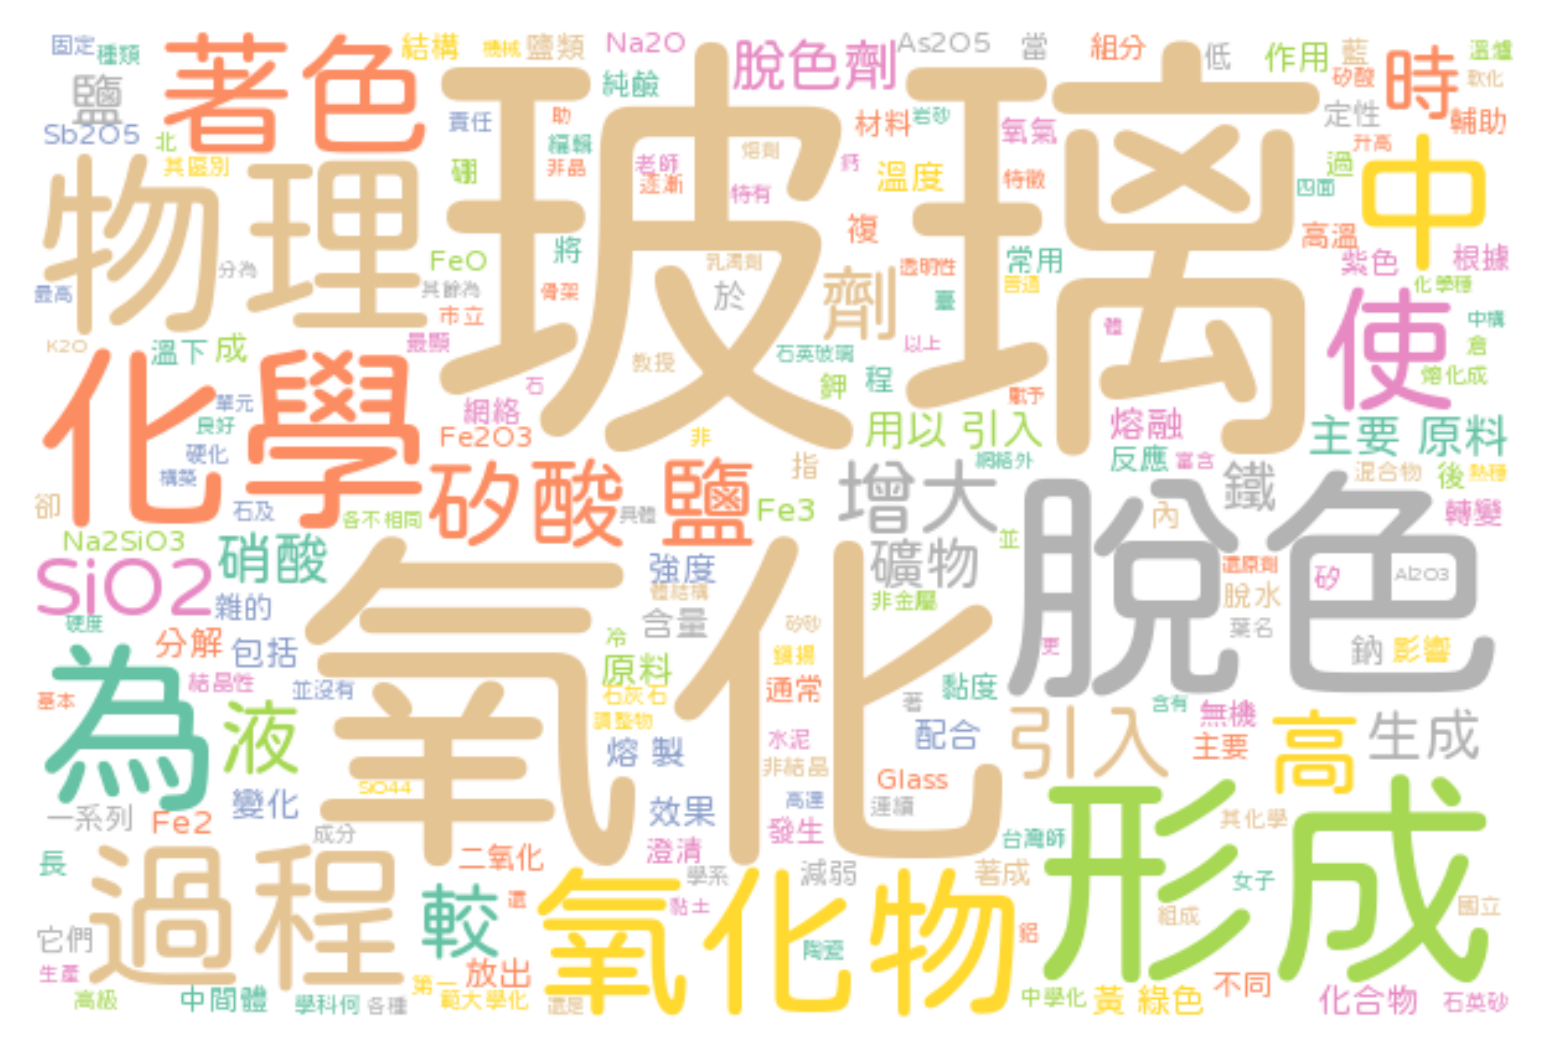 固定
種類
著色
結構
機械
鹽類
Na2O
脫色劑
As2O5
當
組分
低
作用
藍
溫爐
矽酸
軟化
時
鹽
純鹼
玻璃
Sb2O5
北
責任
助
編輯
材料
岩砂
氧氣
定性
輔助
升高
其區別
物理
硼
非晶
老師
逐漸
熔劑
特有
鈣
溫度
特徵
四面
過
中
高溫
紫色
根據
FeO
分為
其餘為
將
骨架
乳濁劑
於
複
劑
透明性
常用
普通
臺
化學種
最高
市立
最顯
K2O
溫下
成
教授
石英玻璃
以上
體
使
中構
倉
熔化成
化學
單元
良好
硬化
構築
石
網絡
Fe2O3
非
鉀
程
用以 引入
賦予
熔融
網絡外
反應
富含
主要 原料
卻
石及
各不相同
矽酸 鹽
具體
指
Fe3
增大
鐵
混合物
後
熱穩
轉變
Na2SiO3
硝酸
SiO2
雜的
硬度
強度
體結構
礦物
非金屬
並
脫色
內
還原劑
矽
Al2O3
脫水
葉名
鈉
影響
分解
包括
結晶性
並沒有
基本
為
液
氧化
含量
冷
原料
石灰石
調整物
矽砂
鎮揚
通常
著
黏度
更
含有
無機
主要
引入
高
生成
熔 製
水泥
非結晶
配合
Glass
連續
高達
SiO44
一系列
Fe2
變化
成分
效果
發生
澄清
台灣師
其化學
形成
長
過程
二氧化
較
還
學系
減弱
著成
黏土
氧化物
陶瓷
鋁
女子
組成
國立
它們
生產
高級
中間體
學科何
各種
第一
放出
範大學化
這是
中學化
黃 綠色
不同
化合物
石英砂